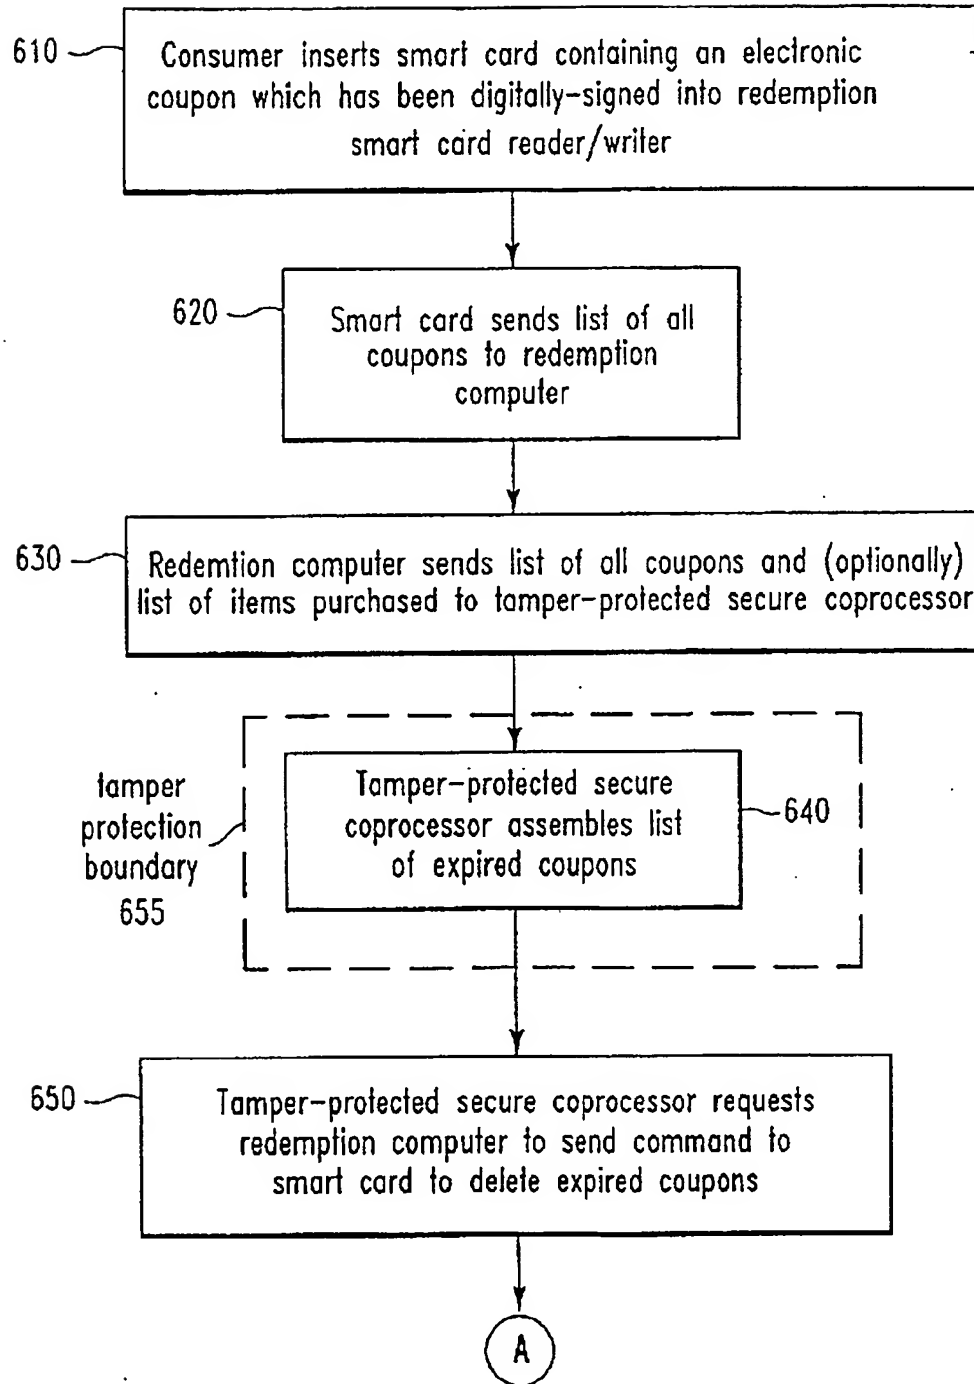 610
Consumer inserts smart card containing an electronic
coupon which has been digitally-signed into redemption
smart card reader/writer
620
Smart card sends list of all
coupons to redemption
computer
630
Redemtion computer sends list of all coupons and (optionally)
list of items purchased to tamper-protected secure coprocessor
tamper
protection
boundary
655
Tamper-protected secure
coprocessor assembles list
of expired coupons
640
650
Tamper-protected secure coprocessor requests
redemption computer to send command to
smart card to delete expired coupons
A